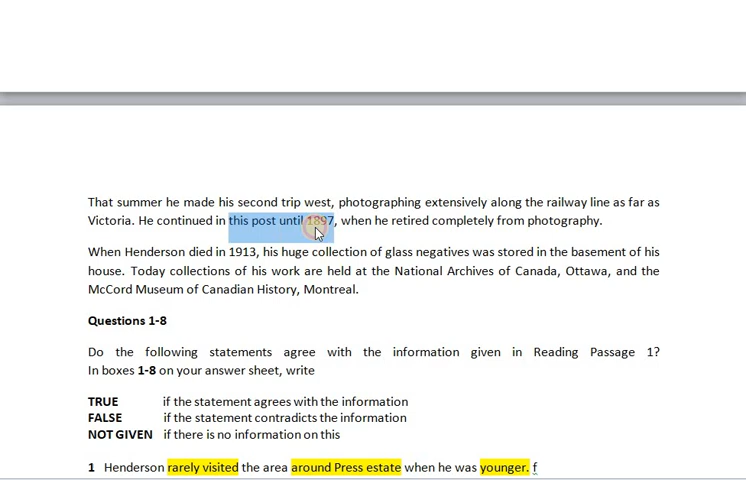 That summer he made his second trip west, photographing extensively along the railway line as far as
Victoria. He continued in this post until 1897, when he retired completely from photography.
When Henderson died in 1913, his huge collection of glass negatives was stored in the basement of his
house. Today collections of his work are held at the National Archives of Canada, Ottawa, and the
McCord Museum of Canadian History, Montreal.
Questions 1-8
Do the following statements agree with the information given in Reading Passage 1?
In boxes 1-8 on your answer sheet, write
TRUE if the statement agrees with the information
FALSE if the statement contradicts the information
NOT GIVEN if there is no information on this
1 Henderson rarely visited the area around Press estate when he was younger. f